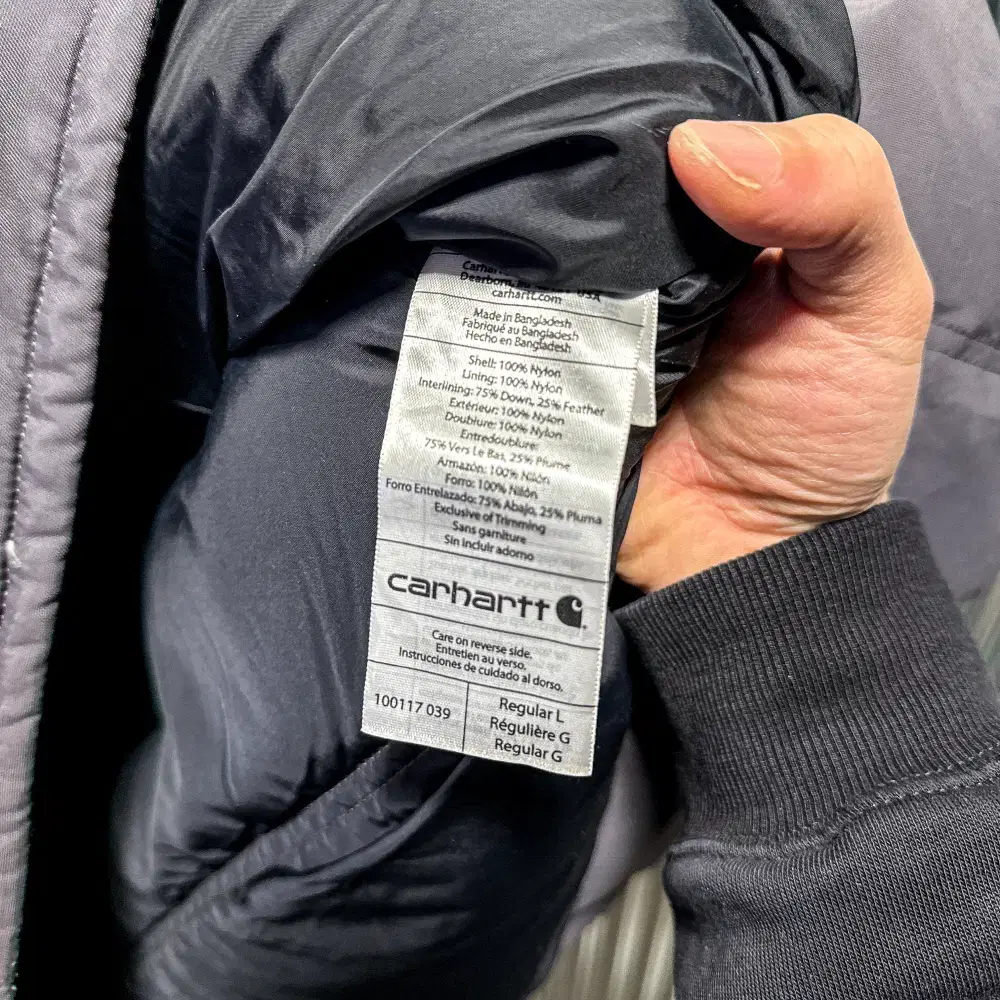 Dearborn, USA
carhartt.com
Made in Bangladesh
Fabriqué au Bangladesh
Hecho en Bangladesh
Shell: 100% Nylon
Lining: 100% Nylon
Interlining: 75% Down, 25% Feather
Extérieur: 100% Nylon
Doublure: 100% Nylon
Entredoublure:
75% Vers Le Bas, 25% Plume
Armazón: 100% Nilón
Forro: 100% Nilón
Forro Entrelazado: 75% Abajo, 25% Pluma
Exclusive of Trimming
Sans garniture
Sin incluir adorno
carhartt
Care on reverse side.
Entretien au verso.
Instrucciones de cuidado al dorso.
100117 039
Regular L
Régulière G
Regular G